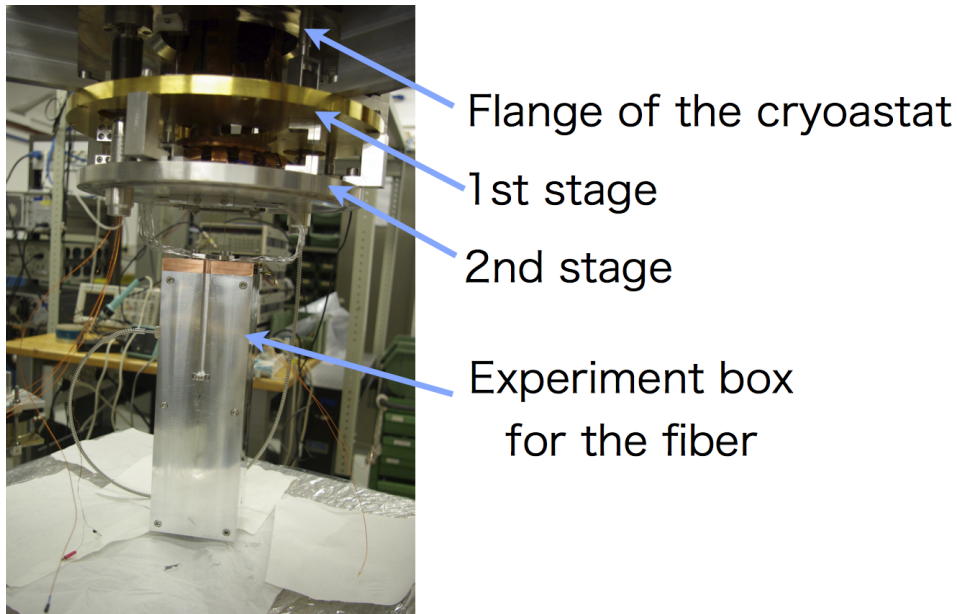 Flange of the cryoastat
1st stage
2nd stage
Experiment box
for the fiber